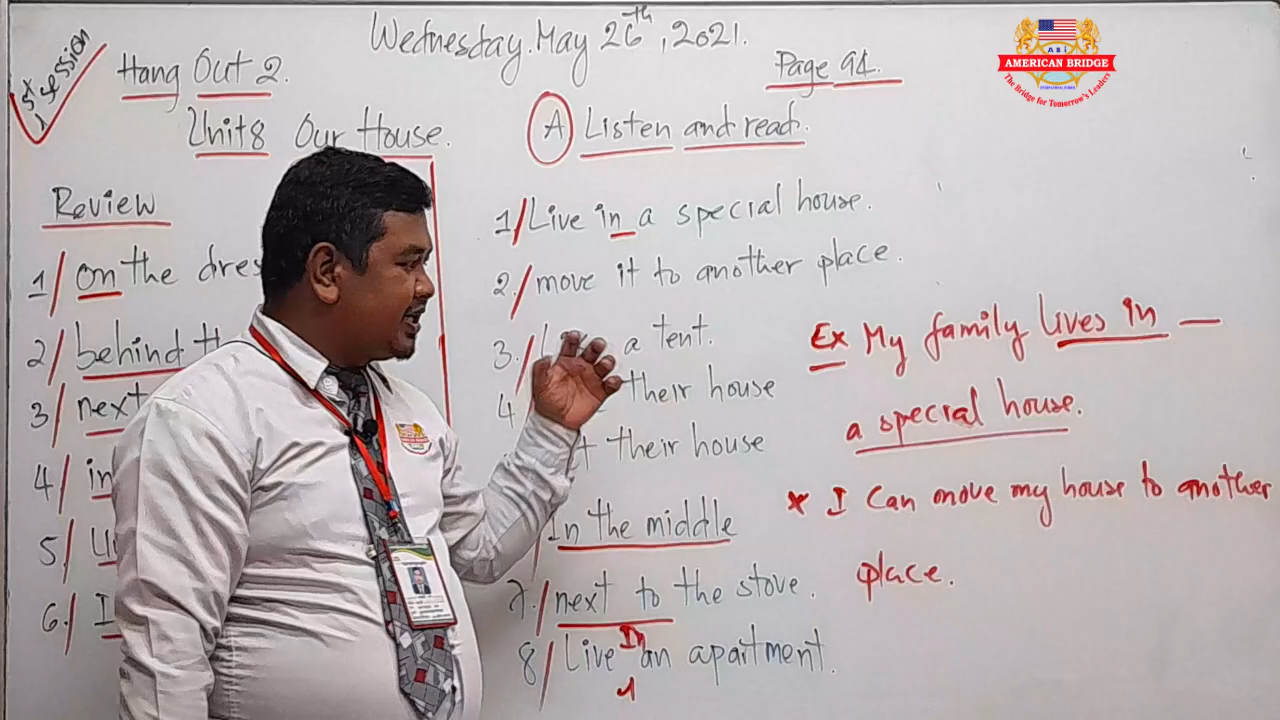 Wednesday. May 26th, 2021.
Session
1
Hang Out 2.
Page 94.
Unit 8 Our House.
A Listen and read.
Review
1/ on the dres
2/ behind th
3/ next
4/ in
5/ U
6./ I
1/ Live in a special house.
2./ move it to another place.
3./ a tent.
4 their house
their house
In the middle
7./ next to the stove.
8/ Live In an apartment.
Ex My family lives in —
a special house.
* I Can move my house to another
place.
ABi
AMERICAN BRIDGE
The Bridge for Tomorrow's Leaders